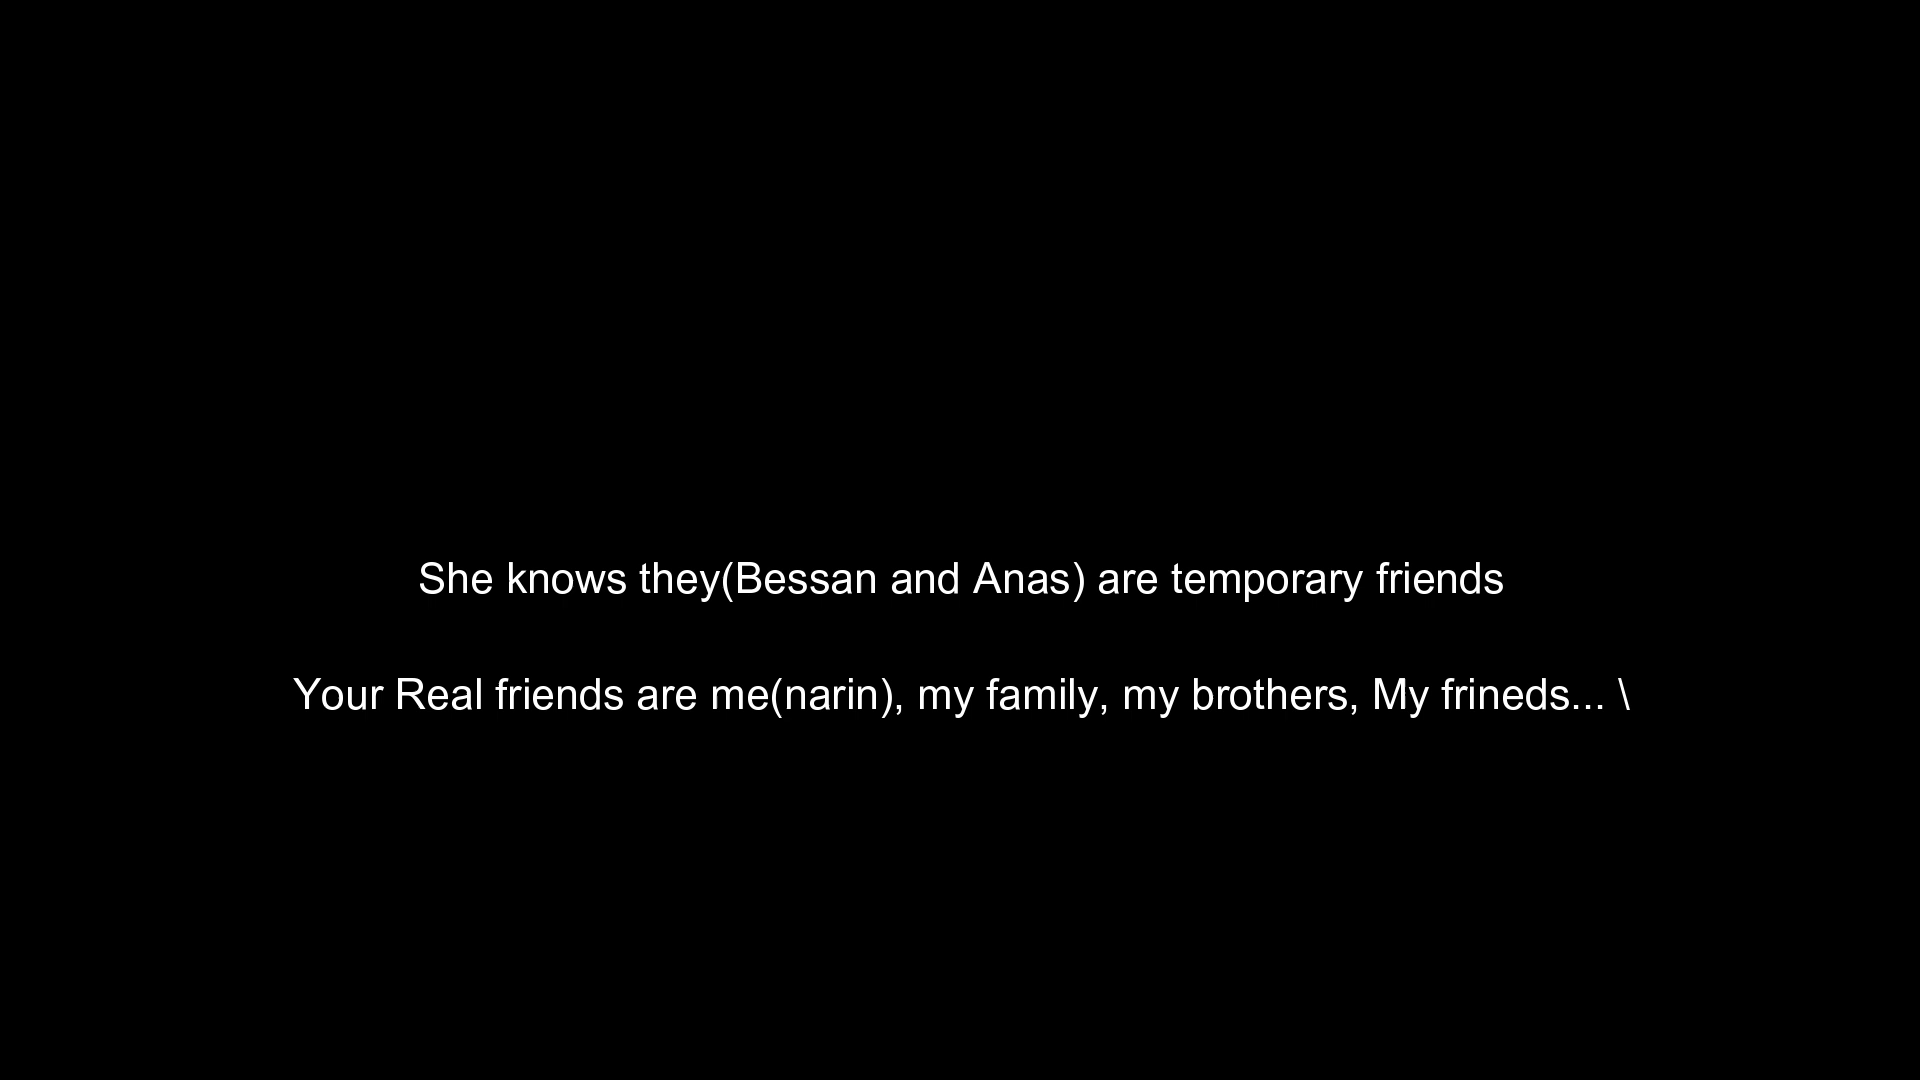 She knows they(Bessan and Anas) are temporary friends
Your Real friends are me(narin), my family, my brothers, My frineds... \